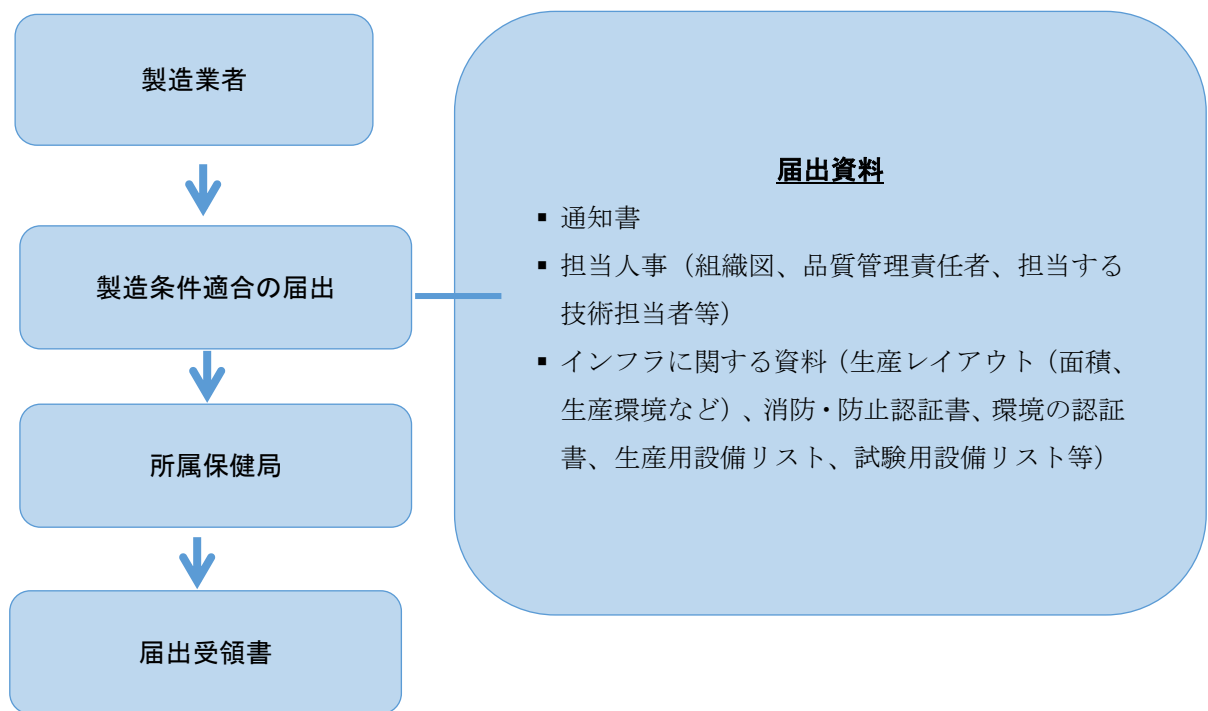 製造業者
製造条件適合の届出
所属保健局
届出受領書
届出資料
▪ 通知書
▪ 担当人事（組織図、品質管理責任者、担当する
技術担当者等）
▪ インフラに関する資料（生産レイアウト（面積、
生産環境など）、消防・防止認証書、環境の認証
書、生産用設備リスト、試験用設備リスト等）